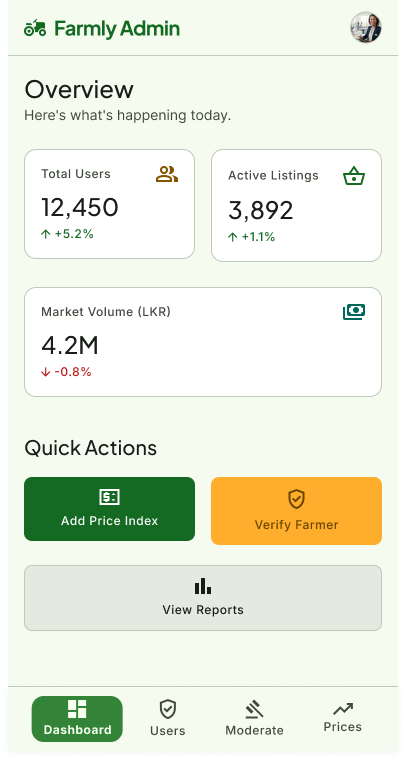 Farmly Admin
Overview
Here's what's happening today.
Total Users
12,450
↑ +5.2%
Active Listings
3,892
↑ +1.1%
Market Volume (LKR)
4.2M
↓ -0.8%
Quick Actions
Add Price Index
Verify Farmer
View Reports
Dashboard
Users
Moderate
Prices